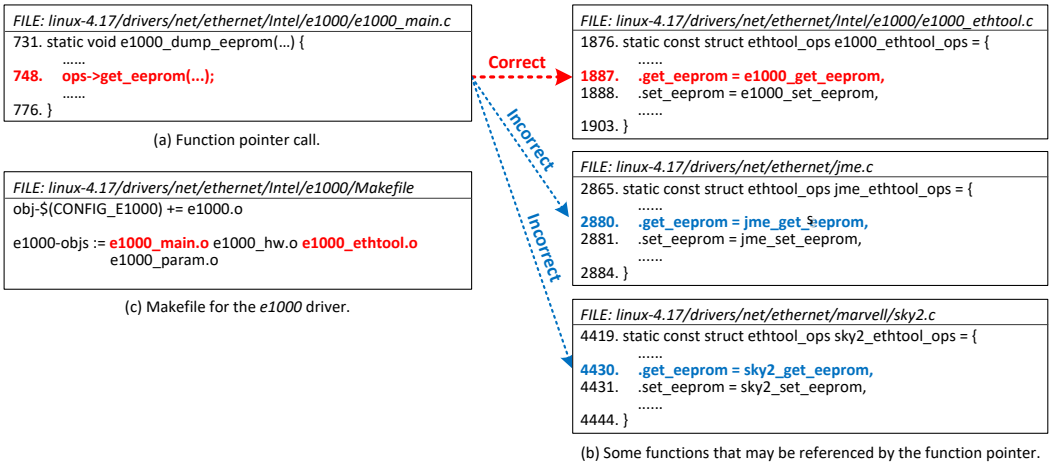 FILE: linux-4.17/drivers/net/ethernet/Intel/e1000/e1000_main.c
731. static void e1000_dump_eeprom(...) {
......
748. ops->get_eeprom(...);
......
776. }
(a) Function pointer call.
FILE: linux-4.17/drivers/net/ethernet/Intel/e1000/Makefile
obj-$(CONFIG_E1000) += e1000.o
e1000-objs := e1000_main.o e1000_hw.o e1000_ethtool.o
e1000_param.o
(c) Makefile for the e1000 driver.
Correct
Incorrect
Incorrect
FILE: linux-4.17/drivers/net/ethernet/Intel/e1000/e1000_ethtool.c
1876. static const struct ethtool_ops e1000_ethtool_ops = {
......
1887. .get_eeprom = e1000_get_eeprom,
1888. .set_eeprom = e1000_set_eeprom,
......
1903. }
FILE: linux-4.17/drivers/net/ethernet/jme.c
2865. static const struct ethtool_ops jme_ethtool_ops = {
......
2880. .get_eeprom = jme_get_eeprom,
s
2881. .set_eeprom = jme_set_eeprom,
......
2884. }
FILE: linux-4.17/drivers/net/ethernet/marvell/sky2.c
4419. static const struct ethtool_ops sky2_ethtool_ops = {
......
4430. .get_eeprom = sky2_get_eeprom,
4431. .set_eeprom = sky2_set_eeprom,
......
4444. }
(b) Some functions that may be referenced by the function pointer.